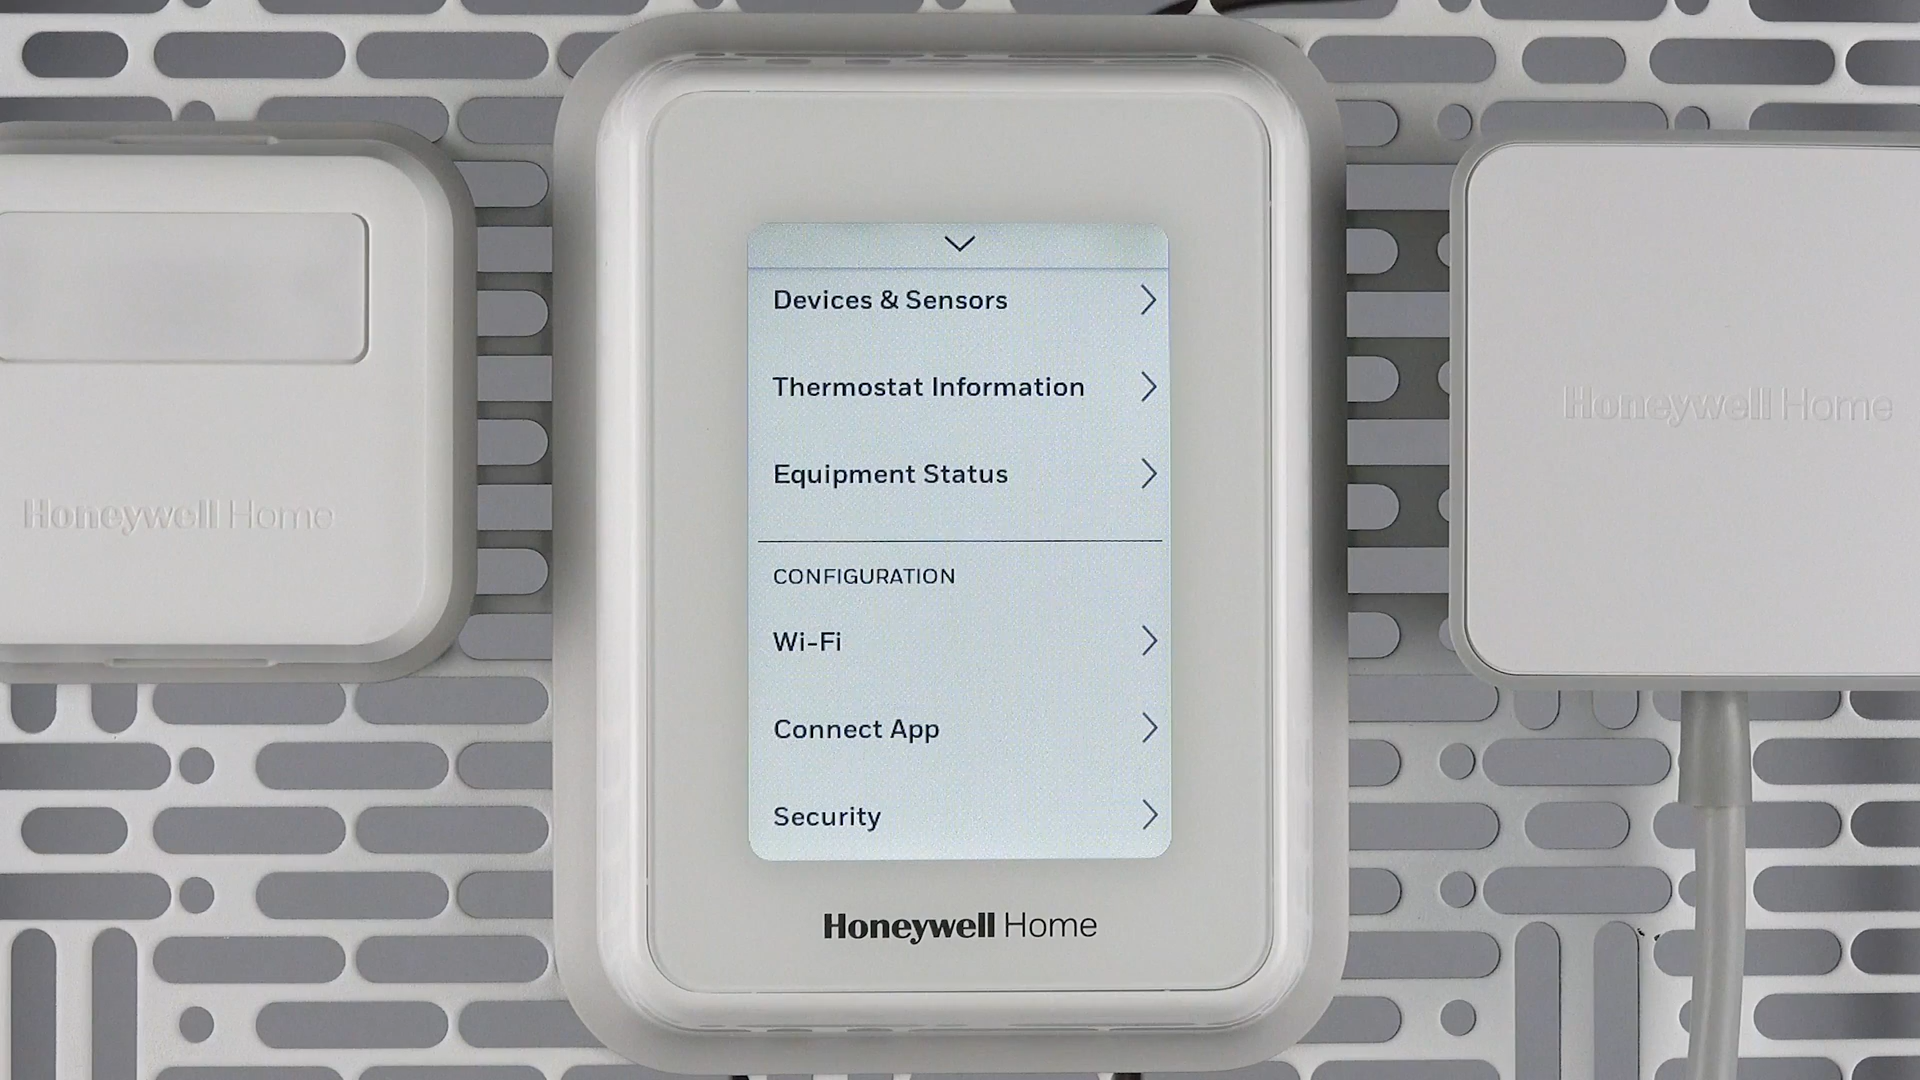 Devices & Sensors
Thermostat Information
Equipment Status
CONFIGURATION
Wi-Fi
Connect App
Security
Honeywell Home
Honeywell Home
Honeywell Home